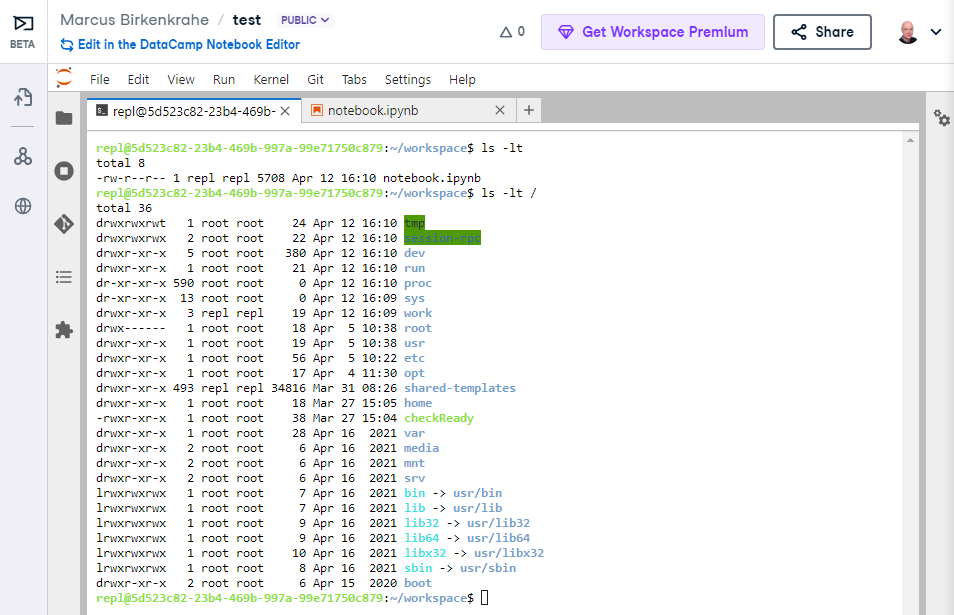 Marcus Birkenkrahe / test PUBLIC
BETA
Edit in the DataCamp Notebook Editor
0
Get Workspace Premium
Share
File Edit View Run Kernel Git Tabs Settings Help
repl@5d523c82-23b4-469b-
notebook.ipynb
repl@5d523c82-23b4-469b-997a-99e71750c879:~/workspace$ ls -lt
total 8
-rw-r--r-- 1 repl repl 5708 Apr 12 16:10 notebook.ipynb
repl@5d523c82-23b4-469b-997a-99e71750c879:~/workspace$ ls -lt /
total 36
drwxrwxrwt   1 root root    24 Apr 12 16:10 tmp
drwxrwxrwx   2 root root    22 Apr 12 16:10 session-rpc
drwxr-xr-x   5 root root   380 Apr 12 16:10 dev
drwxr-xr-x   1 root root    21 Apr 12 16:10 run
dr-xr-xr-x 590 root root     0 Apr 12 16:10 proc
dr-xr-xr-x  13 root root     0 Apr 12 16:09 sys
drwxr-xr-x   3 repl repl    19 Apr 12 16:09 work
drwx------   1 root root    18 Apr  5 10:38 root
drwxr-xr-x   1 root root    19 Apr  5 10:38 usr
drwxr-xr-x   1 root root    56 Apr  5 10:22 etc
drwxr-xr-x   1 root root    17 Apr  4 11:30 opt
drwxr-xr-x 493 repl repl 34816 Mar 31 08:26 shared-templates
drwxr-xr-x   1 root root    18 Mar 27 15:05 home
-rwxr-xr-x   1 root root    38 Mar 27 15:04 checkReady
drwxr-xr-x   1 root root    28 Apr 16  2021 var
drwxr-xr-x   2 root root     6 Apr 16  2021 media
drwxr-xr-x   2 root root     6 Apr 16  2021 mnt
drwxr-xr-x   2 root root     6 Apr 16  2021 srv
lrwxrwxrwx   1 root root     7 Apr 16  2021 bin -> usr/bin
lrwxrwxrwx   1 root root     7 Apr 16  2021 lib -> usr/lib
lrwxrwxrwx   1 root root     9 Apr 16  2021 lib32 -> usr/lib32
lrwxrwxrwx   1 root root     9 Apr 16  2021 lib64 -> usr/lib64
lrwxrwxrwx   1 root root    10 Apr 16  2021 libx32 -> usr/libx32
lrwxrwxrwx   1 root root     8 Apr 16  2021 sbin -> usr/sbin
drwxr-xr-x   2 root root     6 Apr 15  2020 boot
repl@5d523c82-23b4-469b-997a-99e71750c879:~/workspace$